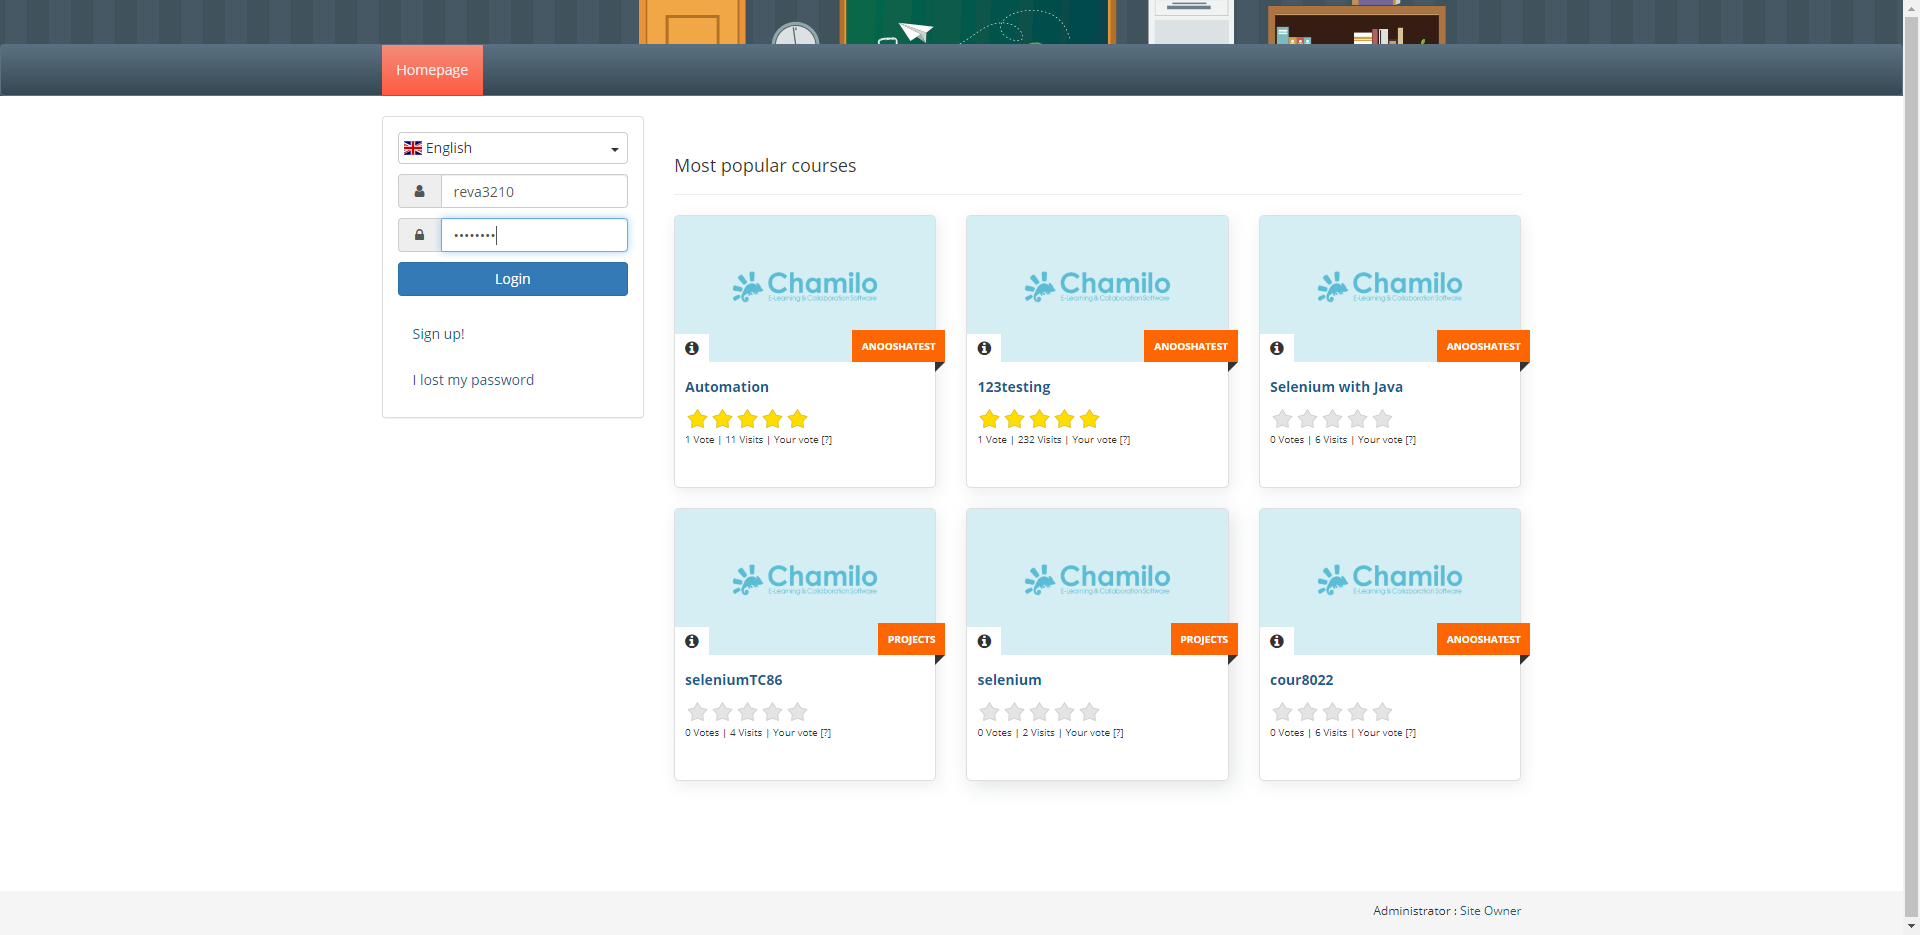 Homepage
English
reva3210
••••••••
Login
Sign up!
I lost my password
Most popular courses
Chamilo
E-Learning & Collaboration Software
ANOOSHATEST
Automation
1 Vote | 11 Visits | Your vote [?]
Chamilo
E-Learning & Collaboration Software
ANOOSHATEST
123testing
1 Vote | 232 Visits | Your vote [?]
Chamilo
E-Learning & Collaboration Software
ANOOSHATEST
Selenium with Java
0 Votes | 6 Visits | Your vote [?]
Chamilo
E-Learning & Collaboration Software
PROJECTS
seleniumTC86
0 Votes | 4 Visits | Your vote [?]
Chamilo
E-Learning & Collaboration Software
PROJECTS
selenium
0 Votes | 2 Visits | Your vote [?]
Chamilo
E-Learning & Collaboration Software
ANOOSHATEST
cour8022
0 Votes | 6 Visits | Your vote [?]
Administrator : Site Owner